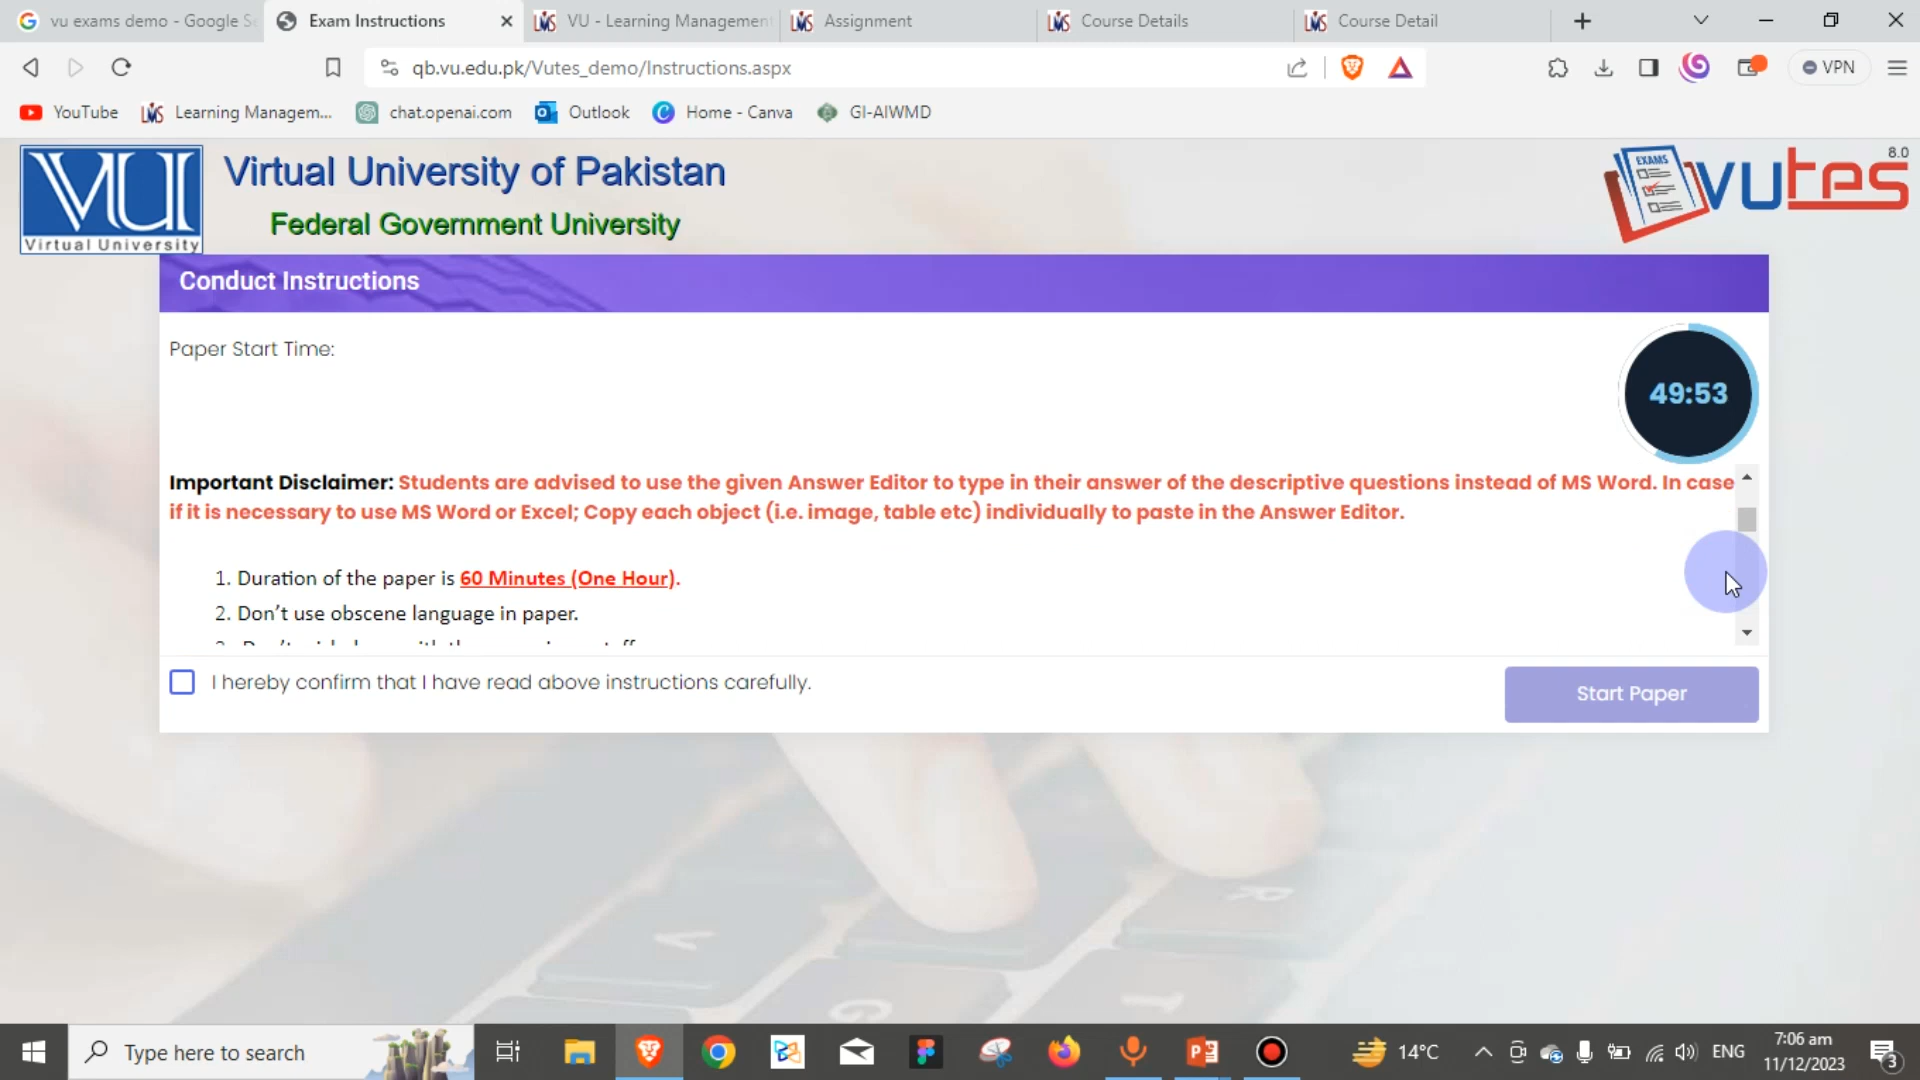 vu exams demo - Google S
Exam Instructions
VU - Learning Management
Assignment
Course Details
Course Detail
qb.vu.edu.pk/Vutes_demo/Instructions.aspx
VPN
YouTube
Learning Managem...
chat.openai.com
Outlook
Home - Canva
GI-AIWMD
VU
Virtual University
Virtual University of Pakistan
Federal Government University
EXAMS
vutes
8.0
Conduct Instructions
Paper Start Time:
49:53
Important Disclaimer: Students are advised to use the given Answer Editor to type in their answer of the descriptive questions instead of MS Word. In case
if it is necessary to use MS Word or Excel; Copy each object (i.e. image, table etc) individually to paste in the Answer Editor.
1. Duration of the paper is 60 Minutes (One Hour).
2. Don't use obscene language in paper.
I hereby confirm that I have read above instructions carefully.
Start Paper
Type here to search
14°C
ENG
7:06 am
11/12/2023
3